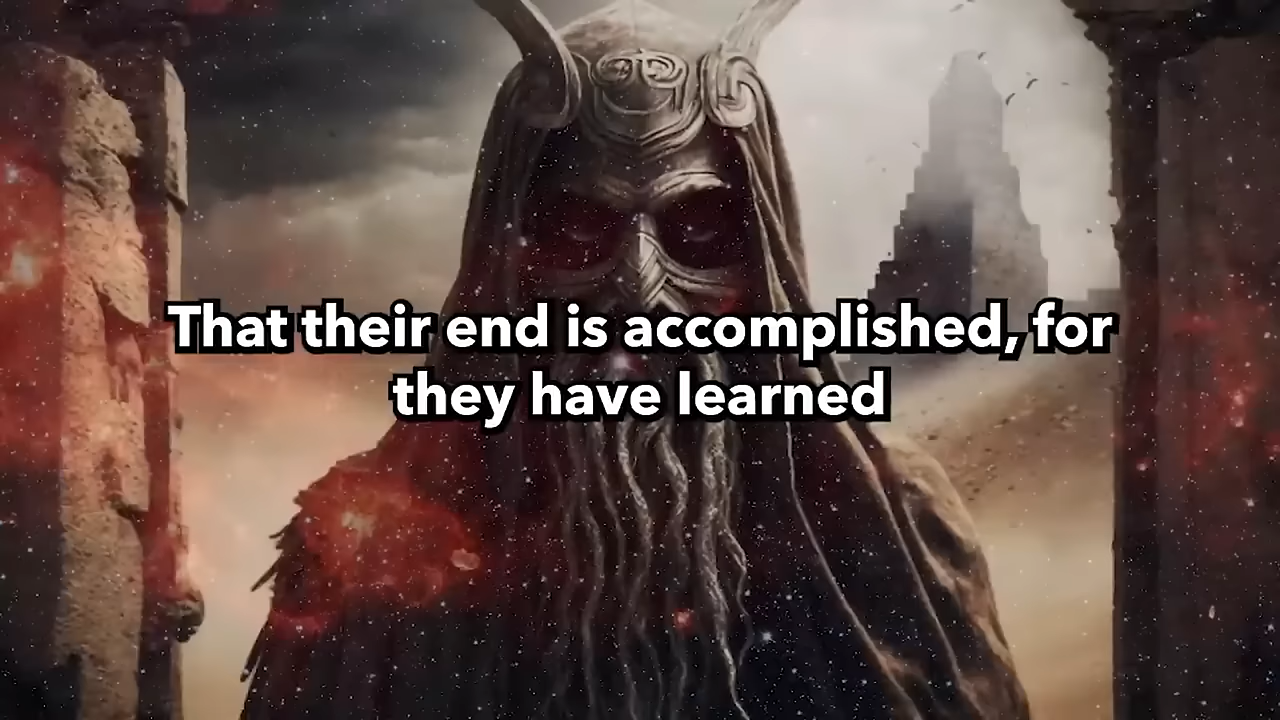 That their end is accomplished, for
they have learned